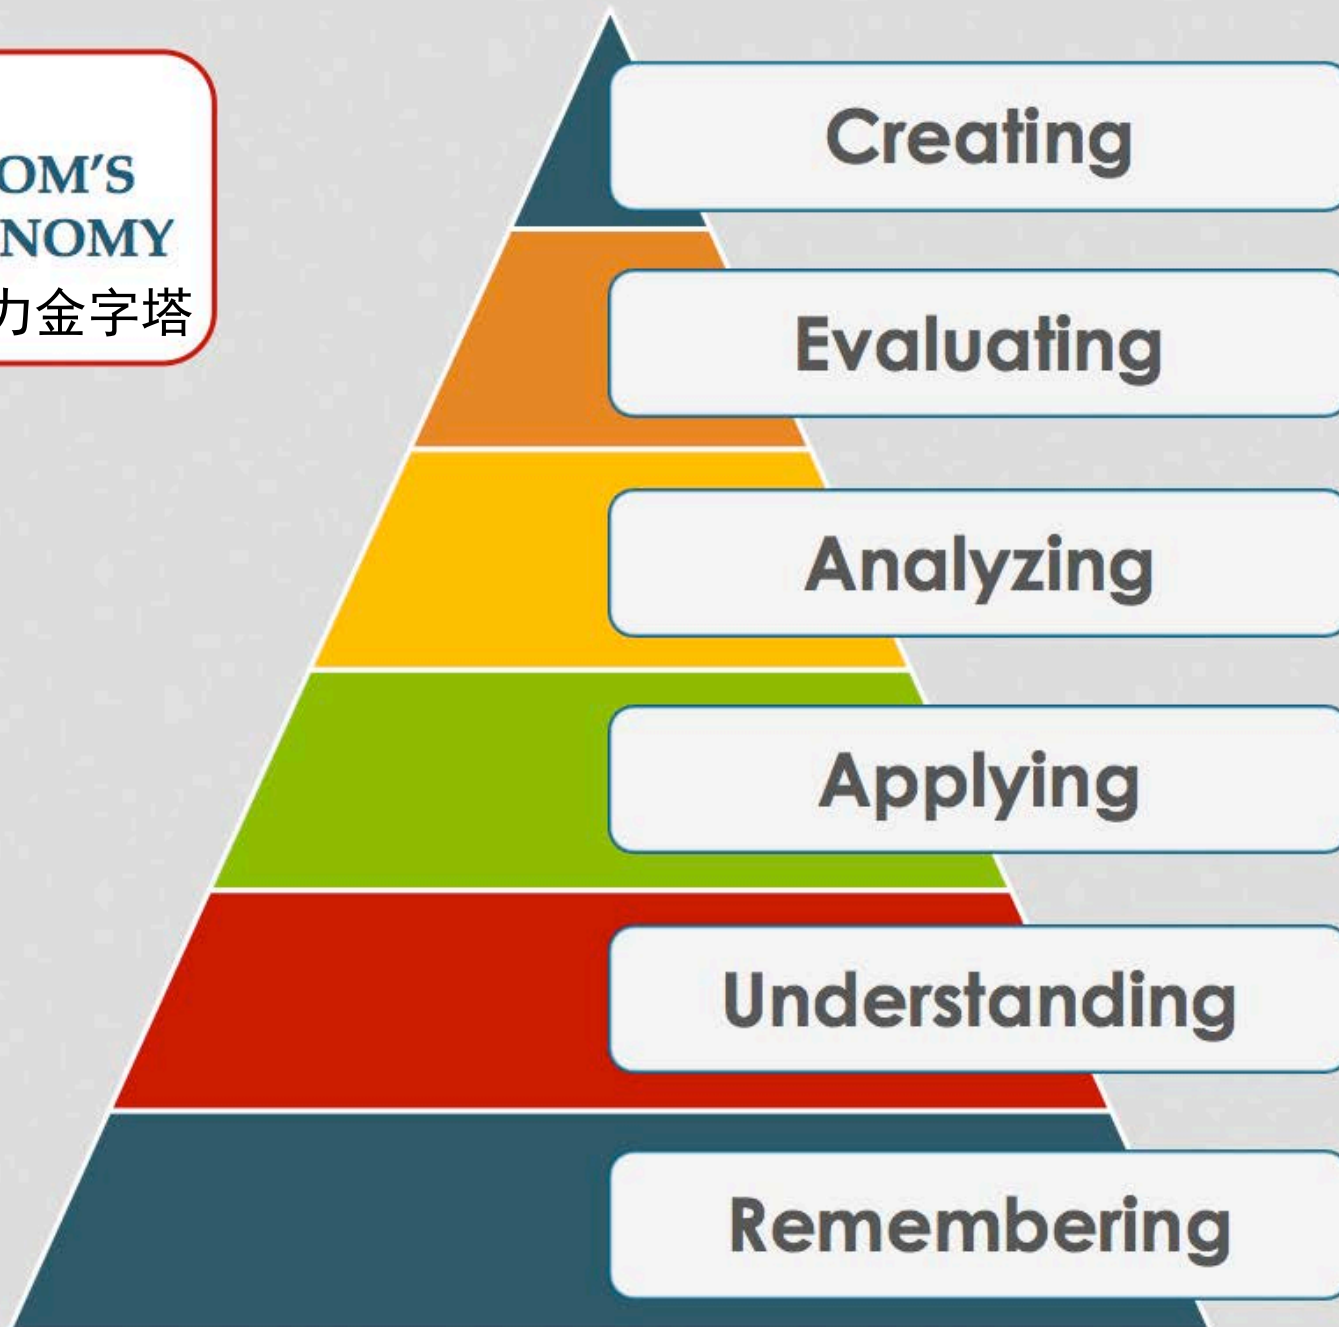 OM'S
NOMY
力金字塔
Creating
Evaluating
Analyzing
Applying
Understanding
Remembering